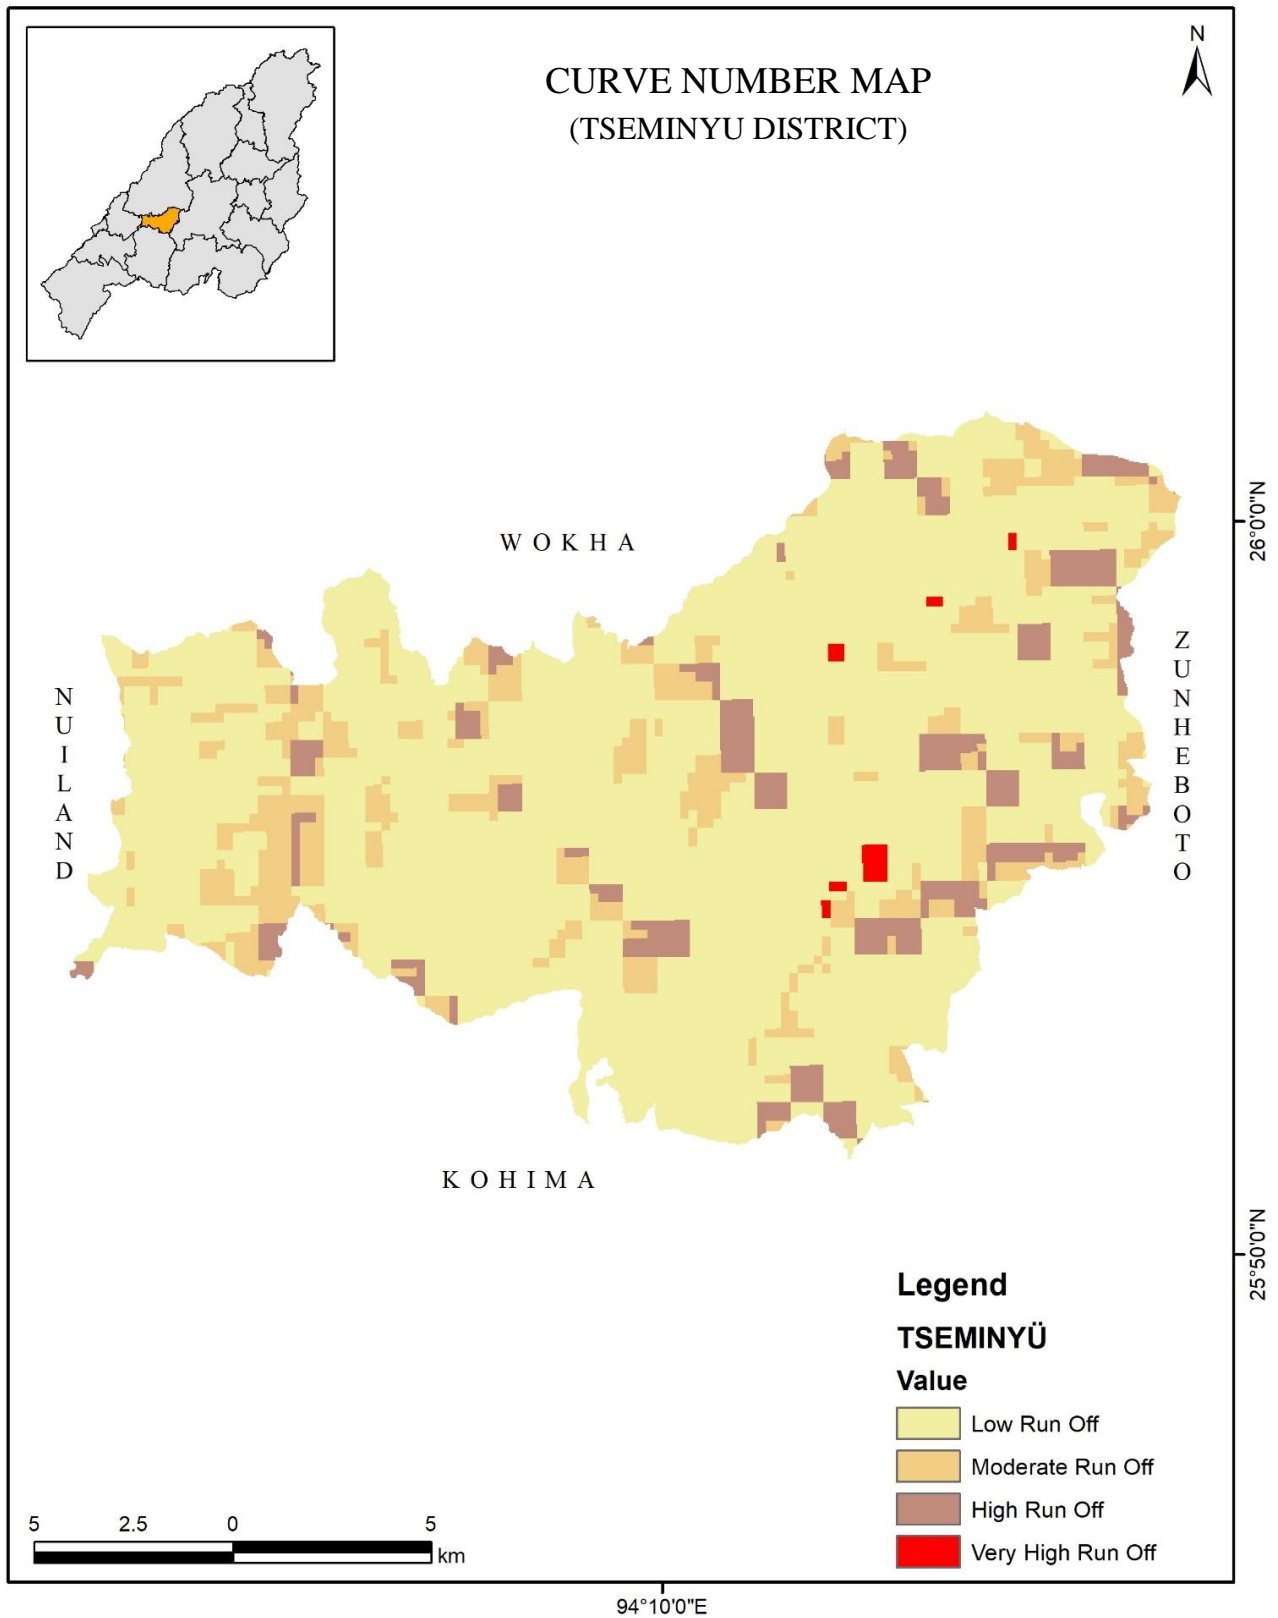 N
CURVE NUMBER MAP
(TSEMINYU DISTRICT)
WOKHA
26°0'0"N
ZUNHEBOTO
NUILAND
KOHIMA
25°50'0"N
Legend
TSEMINYÜ
Value
Low Run Off
Moderate Run Off
High Run Off
Very High Run Off
5 2.5 0 5
km
94°10'0"E